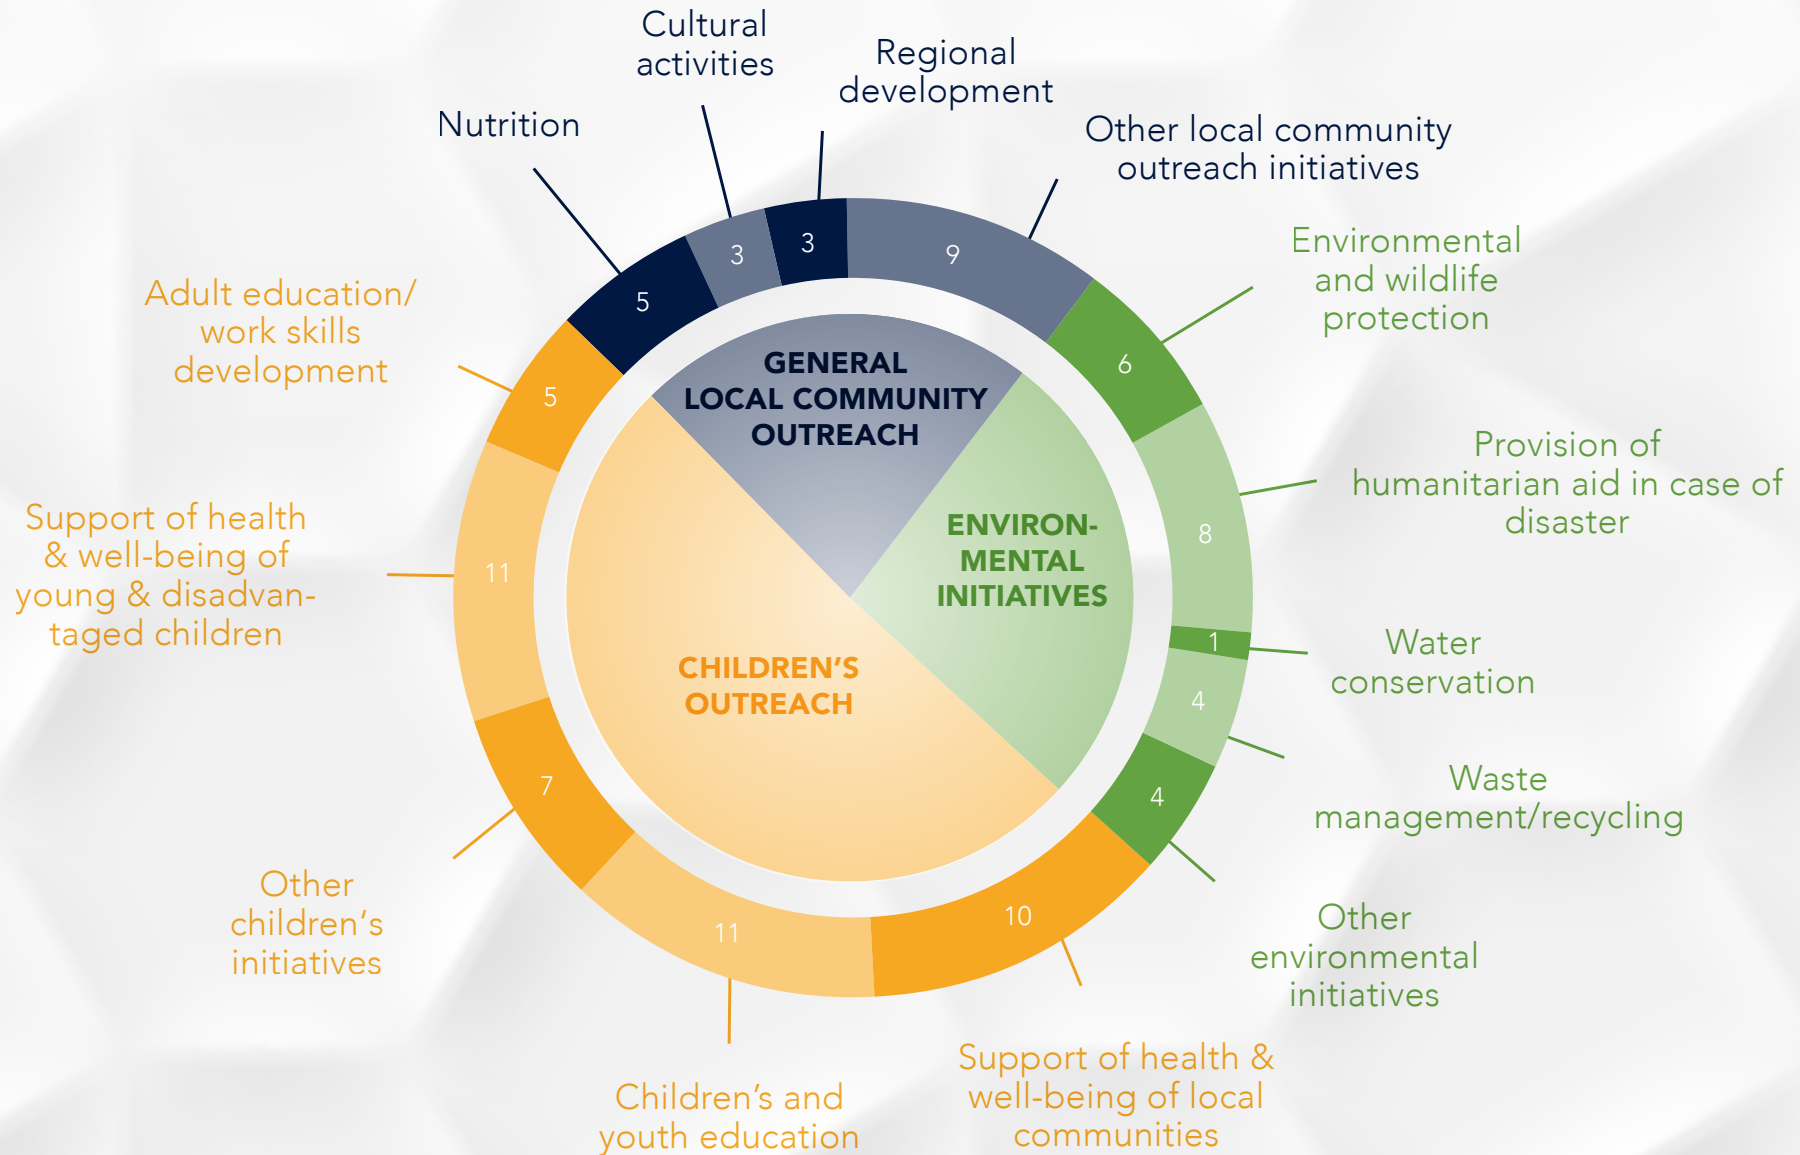 Cultural
activities
Regional
development
Nutrition
Other local community
outreach initiatives
Environmental
and wildlife
protection
Adult education/
work skills
development
Provision of
humanitarian aid in case of
disaster
Support of health
& well-being of
young & disadvan-
taged children
Water
conservation
Waste
management/recycling
Other
children‘s
initiatives
Other
environmental
initiatives
Children’s and
youth education
Support of health &
well-being of local
communities
3
3
9
5
6
5
8
11
1
4
7
4
10
11
GENERAL
LOCAL COMMUNITY
OUTREACH
ENVIRON-
MENTAL
INITIATIVES
CHILDREN’S
OUTREACH